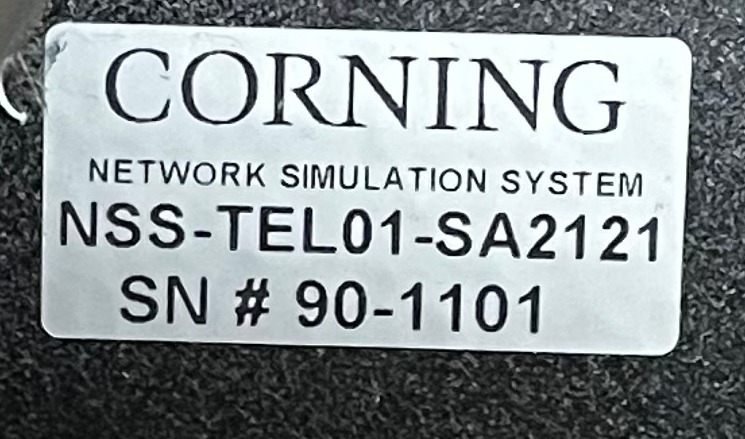 CORNING
NETWORK SIMULATION SYSTEM
NSS-TEL01-SA2121
SN # 90-1101